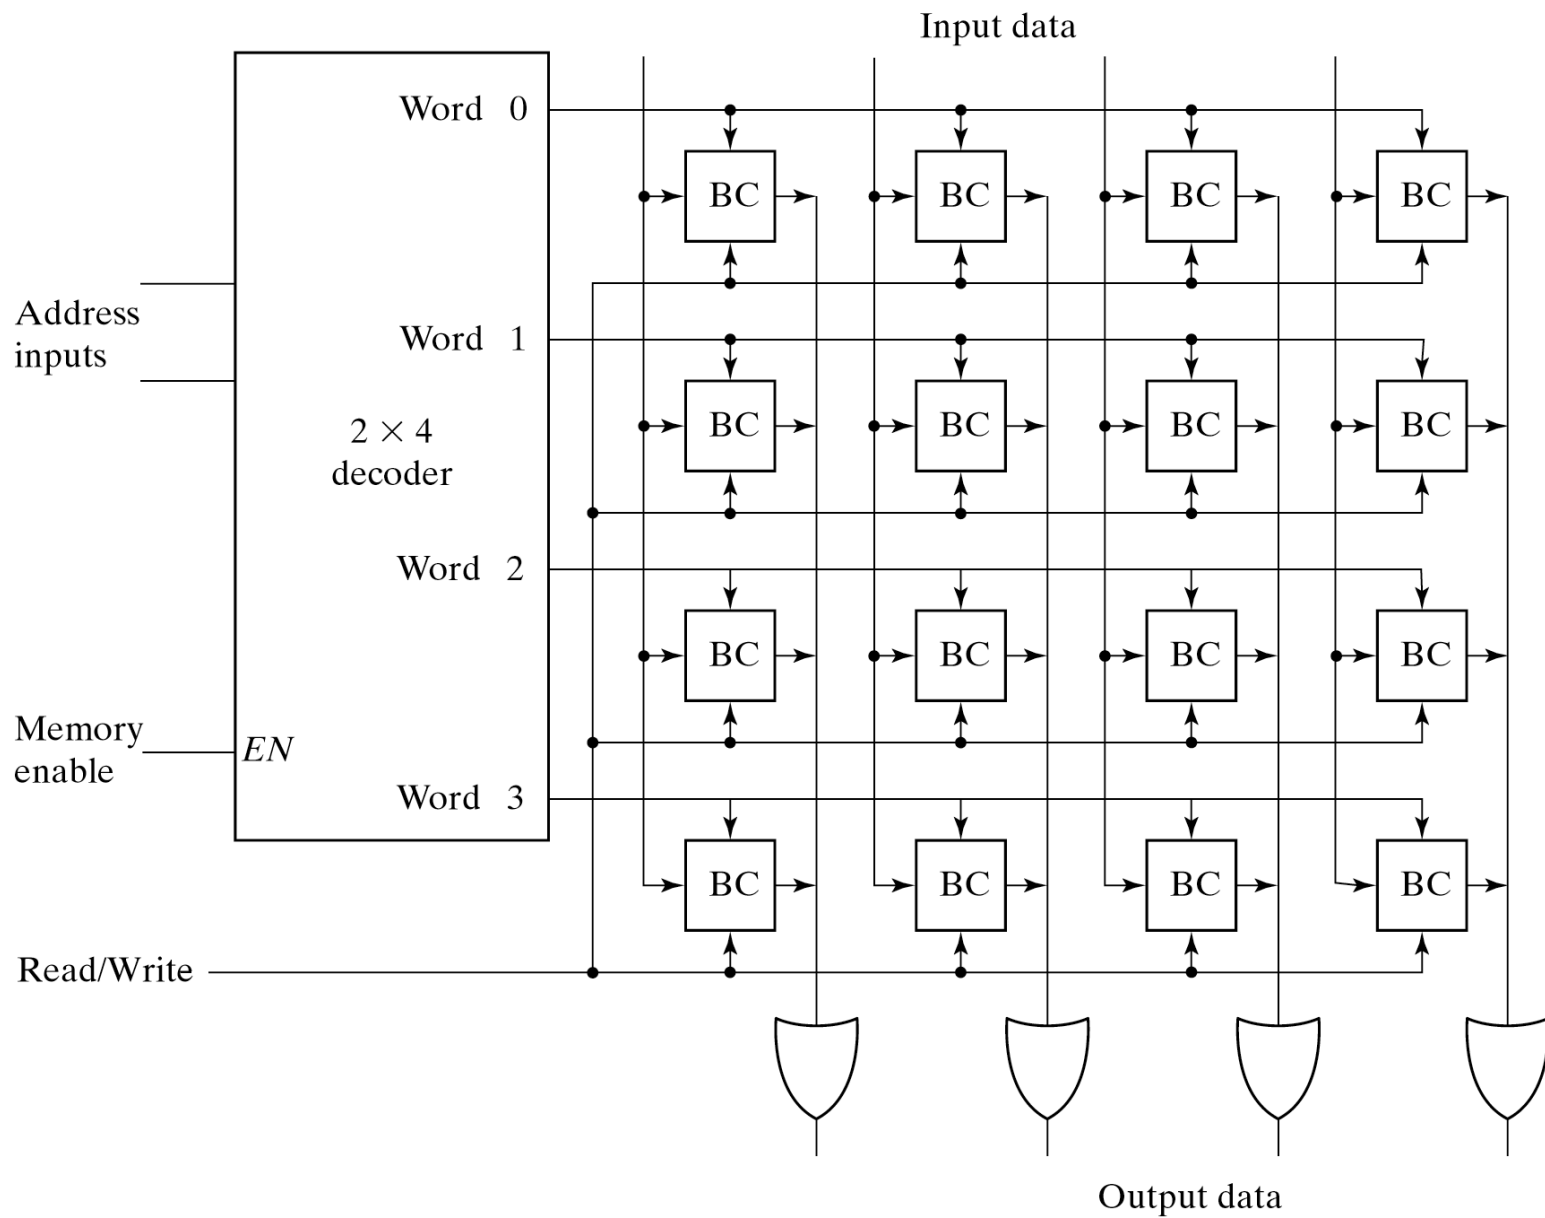 Input data
Word 0
BC BC BC BC
Address
inputs
Word 1
BC BC BC BC
2 × 4
decoder
Word 2
BC BC BC BC
Memory
enable
EN
Word 3
BC BC BC BC
Read/Write
Output data